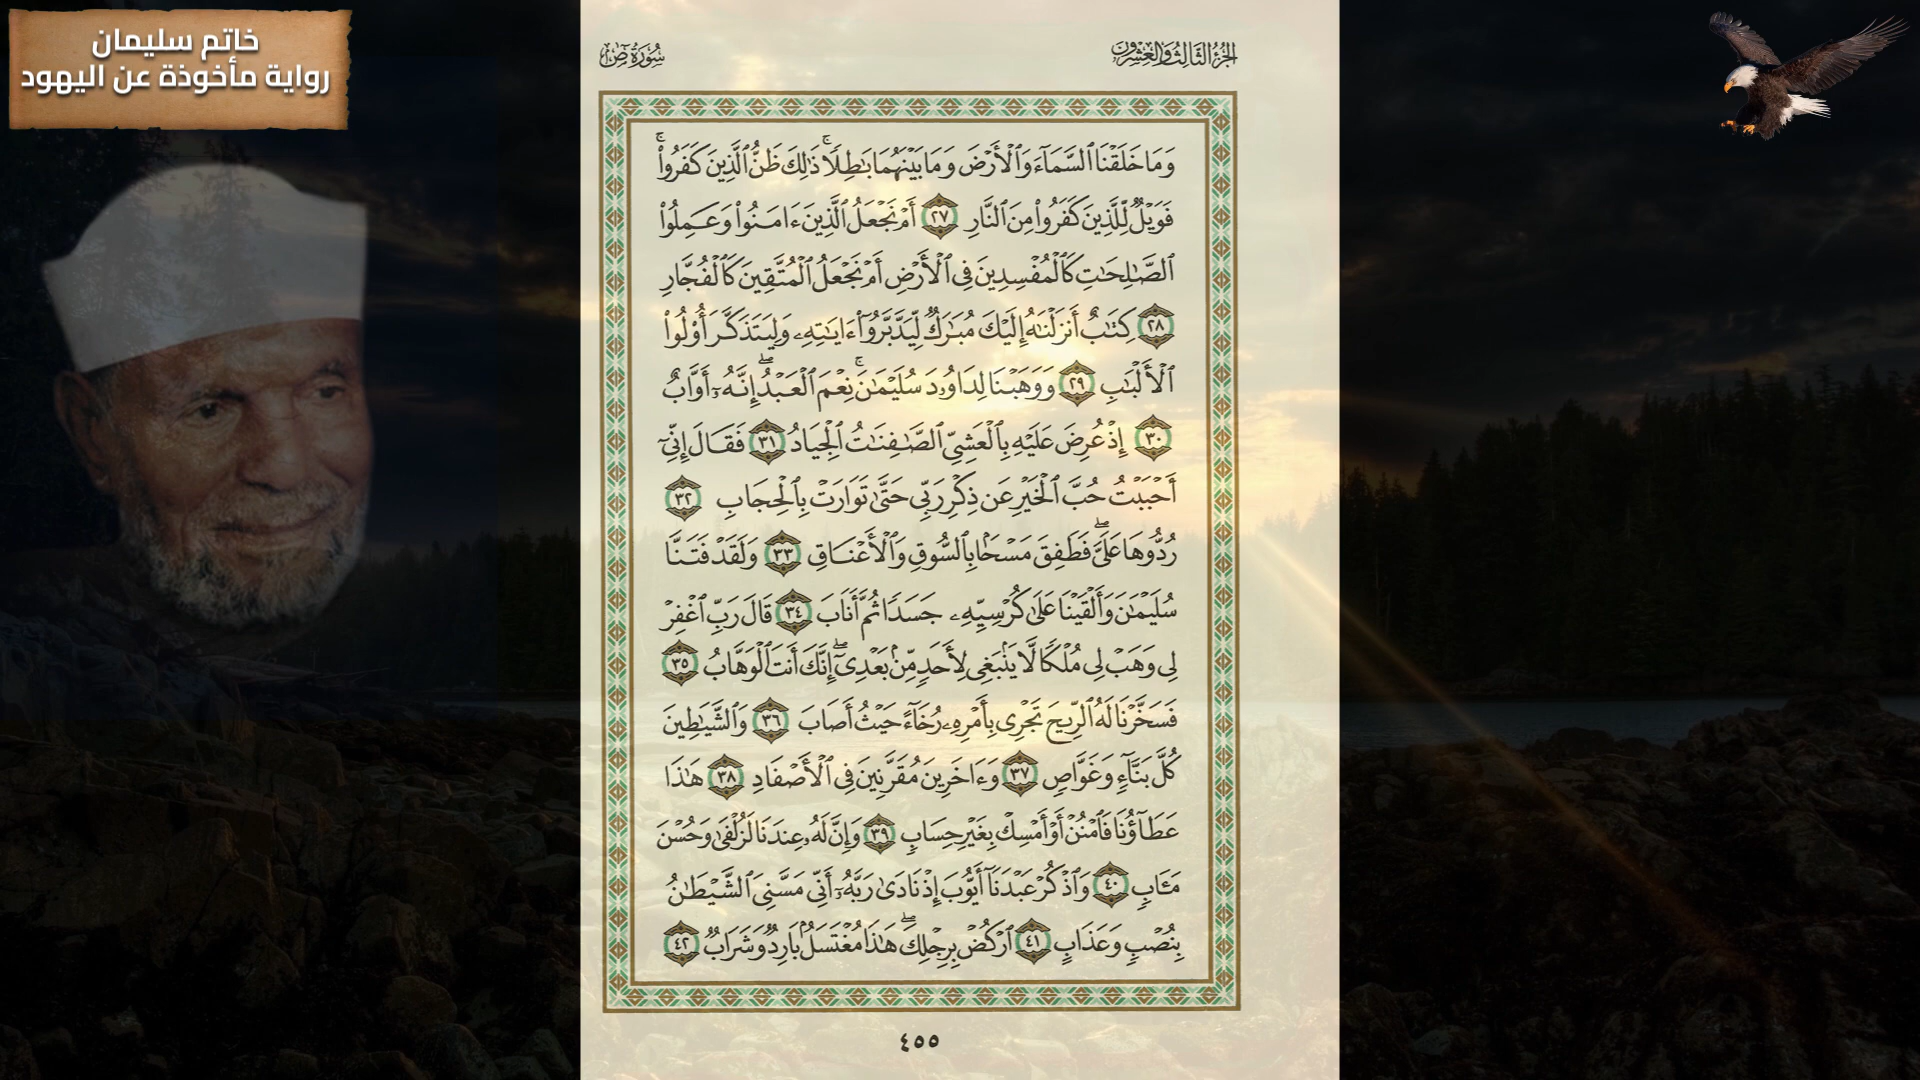 خاتم سليمان
رواية مأخوذة عن اليهود
الجزء الثالث والعشرون
سورة ص
وَمَا خَلَقْنَا ٱلسَّمَآءَ وَٱلْأَرْضَ وَمَا بَيْنَهُمَا بَٰطِلًا ۚ ذَٰلِكَ ظَنُّ ٱلَّذِينَ كَفَرُوا۟ ۚ
فَوَيْلٌ لِّلَّذِينَ كَفَرُوا۟ مِنَ ٱلنَّارِ ٢٧ أَمْ نَجْعَلُ ٱلَّذِينَ ءَامَنُوا۟ وَعَمِلُوا۟
ٱلصَّٰلِحَٰتِ كَٱلْمُفْسِدِينَ فِى ٱلْأَرْضِ أَمْ نَجْعَلُ ٱلْمُتَّقِينَ كَٱلْفُجَّارِ
٢٨ كِتَٰبٌ أَنزَلْنَٰهُ إِلَيْكَ مُبَٰرَكٌ لِّيَدَّبَّرُوٓا۟ ءَايَٰتِهِۦ وَلِيَتَذَكَّرَ أُو۟لُوا۟
ٱلْأَلْبَٰبِ ٢٩ وَوَهَبْنَا لِدَاوُۥدَ سُلَيْمَٰنَ ۚ نِعْمَ ٱلْعَبْدُ ۖ إِنَّهُۥٓ أَوَّابٌ
٣٠ إِذْ عُرِضَ عَلَيْهِ بِٱلْعَشِىِّ ٱلصَّٰفِنَٰتُ ٱلْجِيَادُ ٣١ فَقَالَ إِنِّىٓ
أَحْبَبْتُ حُبَّ ٱلْخَيْرِ عَن ذِكْرِ رَبِّى حَتَّىٰ تَوَارَتْ بِٱلْحِجَابِ ٣٢
رُدُّوهَا عَلَىَّ ۖ فَطَفِقَ مَسْحًۢا بِٱلسُّوقِ وَٱلْأَعْنَاقِ ٣٣ وَلَقَدْ فَتَنَّا
سُلَيْمَٰنَ وَأَلْقَيْنَا عَلَىٰ كُرْسِيِّهِۦ جَسَدًا ثُمَّ أَنَابَ ٣٤ قَالَ رَبِّ ٱغْفِرْ
لِى وَهَبْ لِى مُلْكًا لَّا يَنۢبَغِى لِأَحَدٍ مِّنۢ بَعْدِىٓ ۖ إِنَّكَ أَنتَ ٱلْوَهَّابُ ٣٥
فَسَخَّرْنَا لَهُ ٱلرِّيحَ تَجْرِى بِأَمْرِهِۦ رُخَآءً حَيْثُ أَصَابَ ٣٦ وَٱلشَّيَٰطِينَ
كُلَّ بَنَّآءٍ وَغَوَّاصٍ ٣٧ وَءَاخَرِينَ مُقَرَّنِينَ فِى ٱلْأَصْفَادِ ٣٨ هَٰذَا
عَطَآؤُنَا فَٱمْنُنْ أَوْ أَمْسِكْ بِغَيْرِ حِسَابٍ ٣٩ وَإِنَّ لَهُۥ عِندَنَا لَزُلْفَىٰ وَحُسْنَ
مَـَٔابٍ ٤٠ وَٱذْكُرْ عَبْدَنَآ أَيُّوبَ إِذْ نَادَىٰ رَبَّهُۥٓ أَنِّى مَسَّنِىَ ٱلشَّيْطَٰنُ
بِنُصْبٍ وَعَذَابٍ ٤١ ٱرْكُضْ بِرِجْلِكَ ۖ هَٰذَا مُغْتَسَلٌۢ بَارِدٌ وَشَرَابٌ ٤٢
٤٥٥